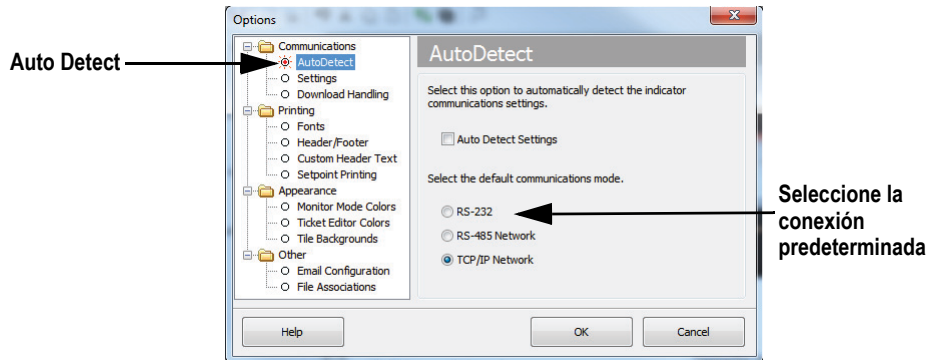 Options
Auto Detect
Communications
AutoDetect
Settings
Download Handling
Printing
Fonts
Header/Footer
Custom Header Text
Setpoint Printing
Appearance
Monitor Mode Colors
Ticket Editor Colors
Tile Backgrounds
Other
Email Configuration
File Associations
AutoDetect
Select this option to automatically detect the indicator
communications settings.
Auto Detect Settings
Select the default communications mode.
RS-232
RS-485 Network
TCP/IP Network
Seleccione la
conexión
predeterminada
Help
OK
Cancel